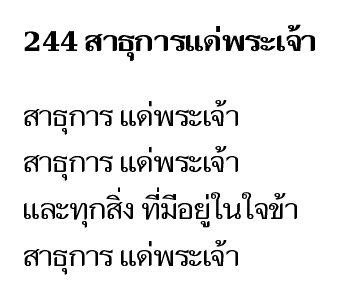 244 สาธุการแด่พระเจ้า
สาธุการ แด่พระเจ้า
สาธุการ แด่พระเจ้า
และทุกสิ่ง ที่มีอยู่ในใจข้า
สาธุการ แด่พระเจ้า